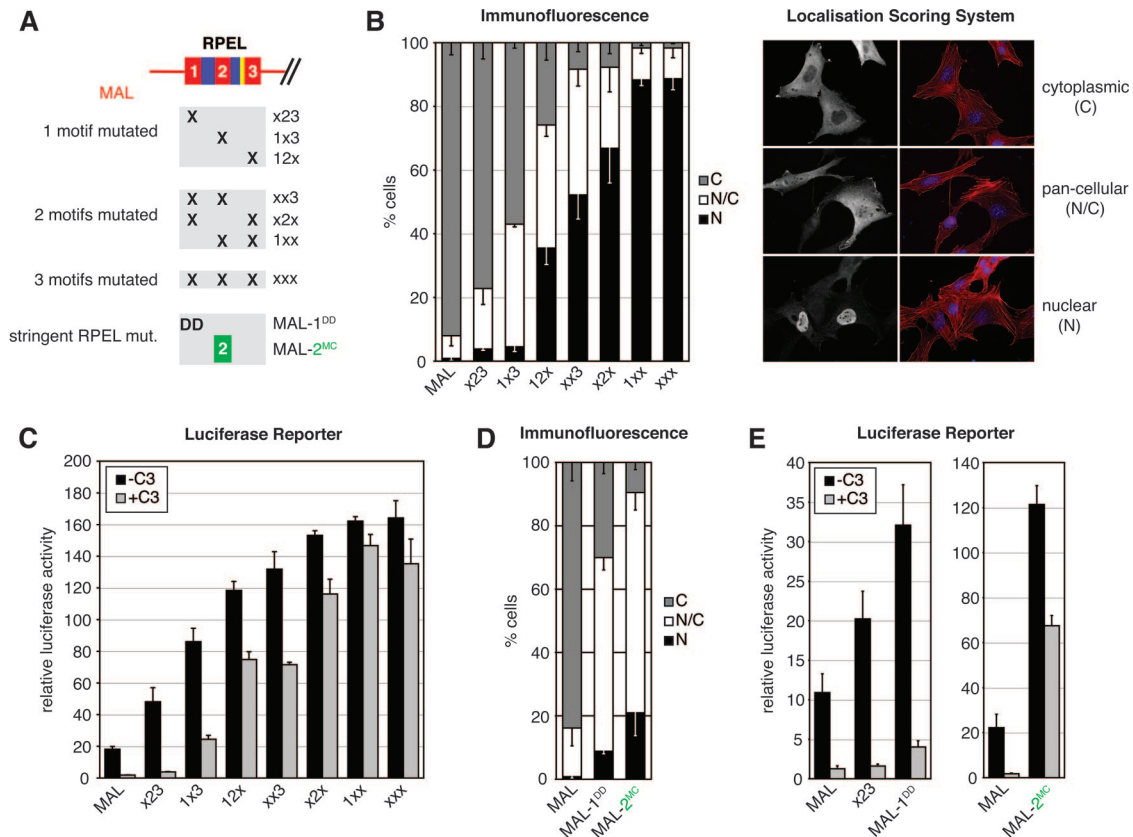 A
RPEL
1 2 3
MAL
1 motif mutated
X x23
X 1x3
X 12x
2 motifs mutated
X X xx3
X X x2x
X X 1xx
3 motifs mutated
X X X xxx
stringent RPEL mut.
DD MAL-1DD
2 MAL-2MC
B
Immunofluorescence
% cells
100
80
60
40
20
0
MAL x23 1x3 12x xx3 x2x 1xx xxx
C
N/C
N
Localisation Scoring System
cytoplasmic
(C)
pan-cellular
(N/C)
nuclear
(N)
C
Luciferase Reporter
relative luciferase activity
200
180
160
140
120
100
80
60
40
20
0
-C3
+C3
MAL x23 1x3 12x xx3 x2x 1xx xxx
D
Immunofluorescence
% cells
100
80
60
40
20
0
MAL MAL-1DD MAL-2MC
C
N/C
N
E
Luciferase Reporter
relative luciferase activity
40
35
30
25
20
15
10
5
0
-C3
+C3
MAL x23 MAL-1DD
140
120
100
80
60
40
20
0
MAL MAL-2MC